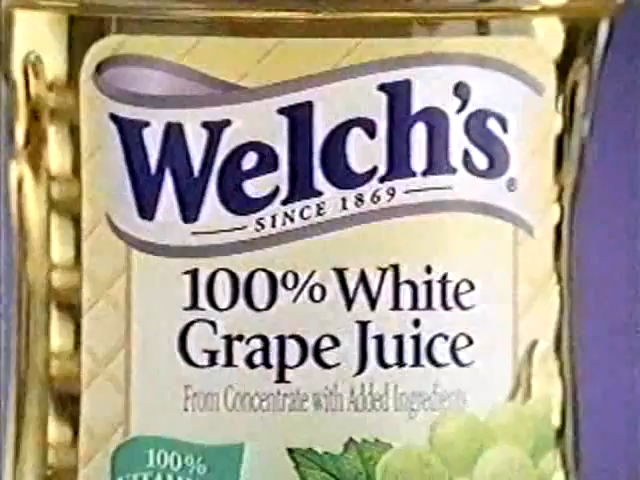 Welch's®
SINCE 1869
100% White
Grape Juice
From Concentrate with Added Ingredients
100%